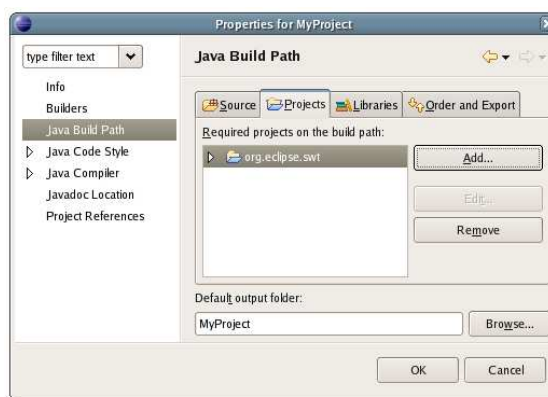 Properties for MyProject
type filter text
Info
Builders
Java Build Path
Java Code Style
Java Compiler
Javadoc Location
Project References
Java Build Path
Source
Projects
Libraries
Order and Export
Required projects on the build path:
org.eclipse.swt
Add...
Edit...
Remove
Default output folder:
MyProject
Browse...
OK
Cancel